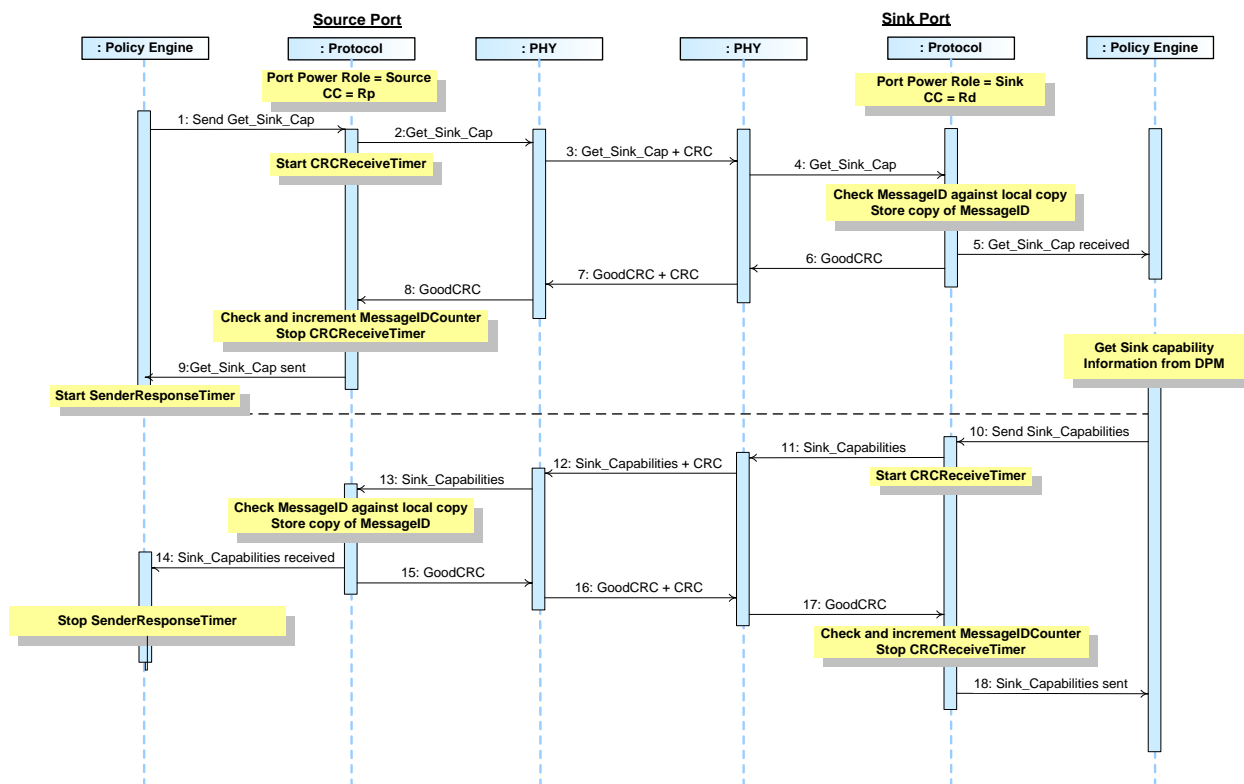 Source Port
Sink Port
: Policy Engine
: Protocol
: PHY
: PHY
: Protocol
: Policy Engine
Port Power Role = Source
CC = Rp
Port Power Role = Sink
CC = Rd
1: Send Get_Sink_Cap
2:Get_Sink_Cap
Start CRCReceiveTimer
3: Get_Sink_Cap + CRC
4: Get_Sink_Cap
Check MessageID against local copy
Store copy of MessageID
5: Get_Sink_Cap received
6: GoodCRC
7: GoodCRC + CRC
8: GoodCRC
Check and increment MessageIDCounter
Stop CRCReceiveTimer
9:Get_Sink_Cap sent
Start SenderResponseTimer
Get Sink capability
Information from DPM
10: Send Sink_Capabilities
11: Sink_Capabilities
Start CRCReceiveTimer
12: Sink_Capabilities + CRC
13: Sink_Capabilities
Check MessageID against local copy
Store copy of MessageID
14: Sink_Capabilities received
15: GoodCRC
16: GoodCRC + CRC
17: GoodCRC
Stop SenderResponseTimer
Check and increment MessageIDCounter
Stop CRCReceiveTimer
18: Sink_Capabilities sent